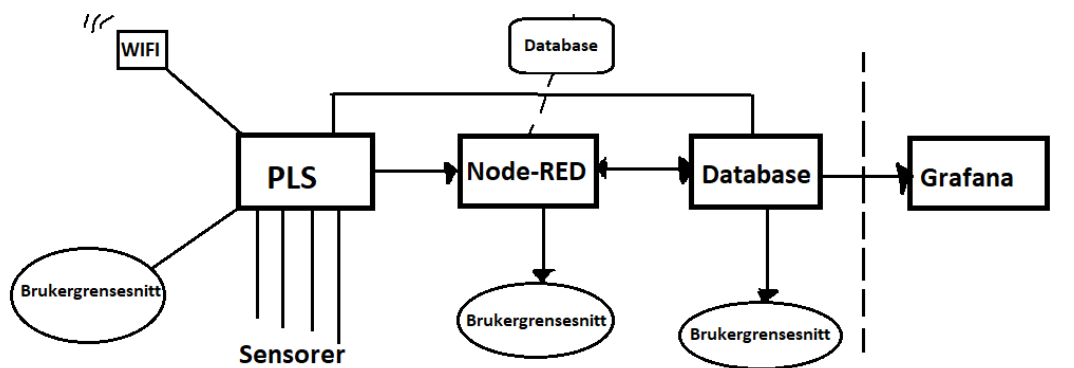 WIFI
Database
PLS
Node-RED
Database
Grafana
Brukergrensesnitt
Brukergrensesnitt
Brukergrensesnitt
Sensorer